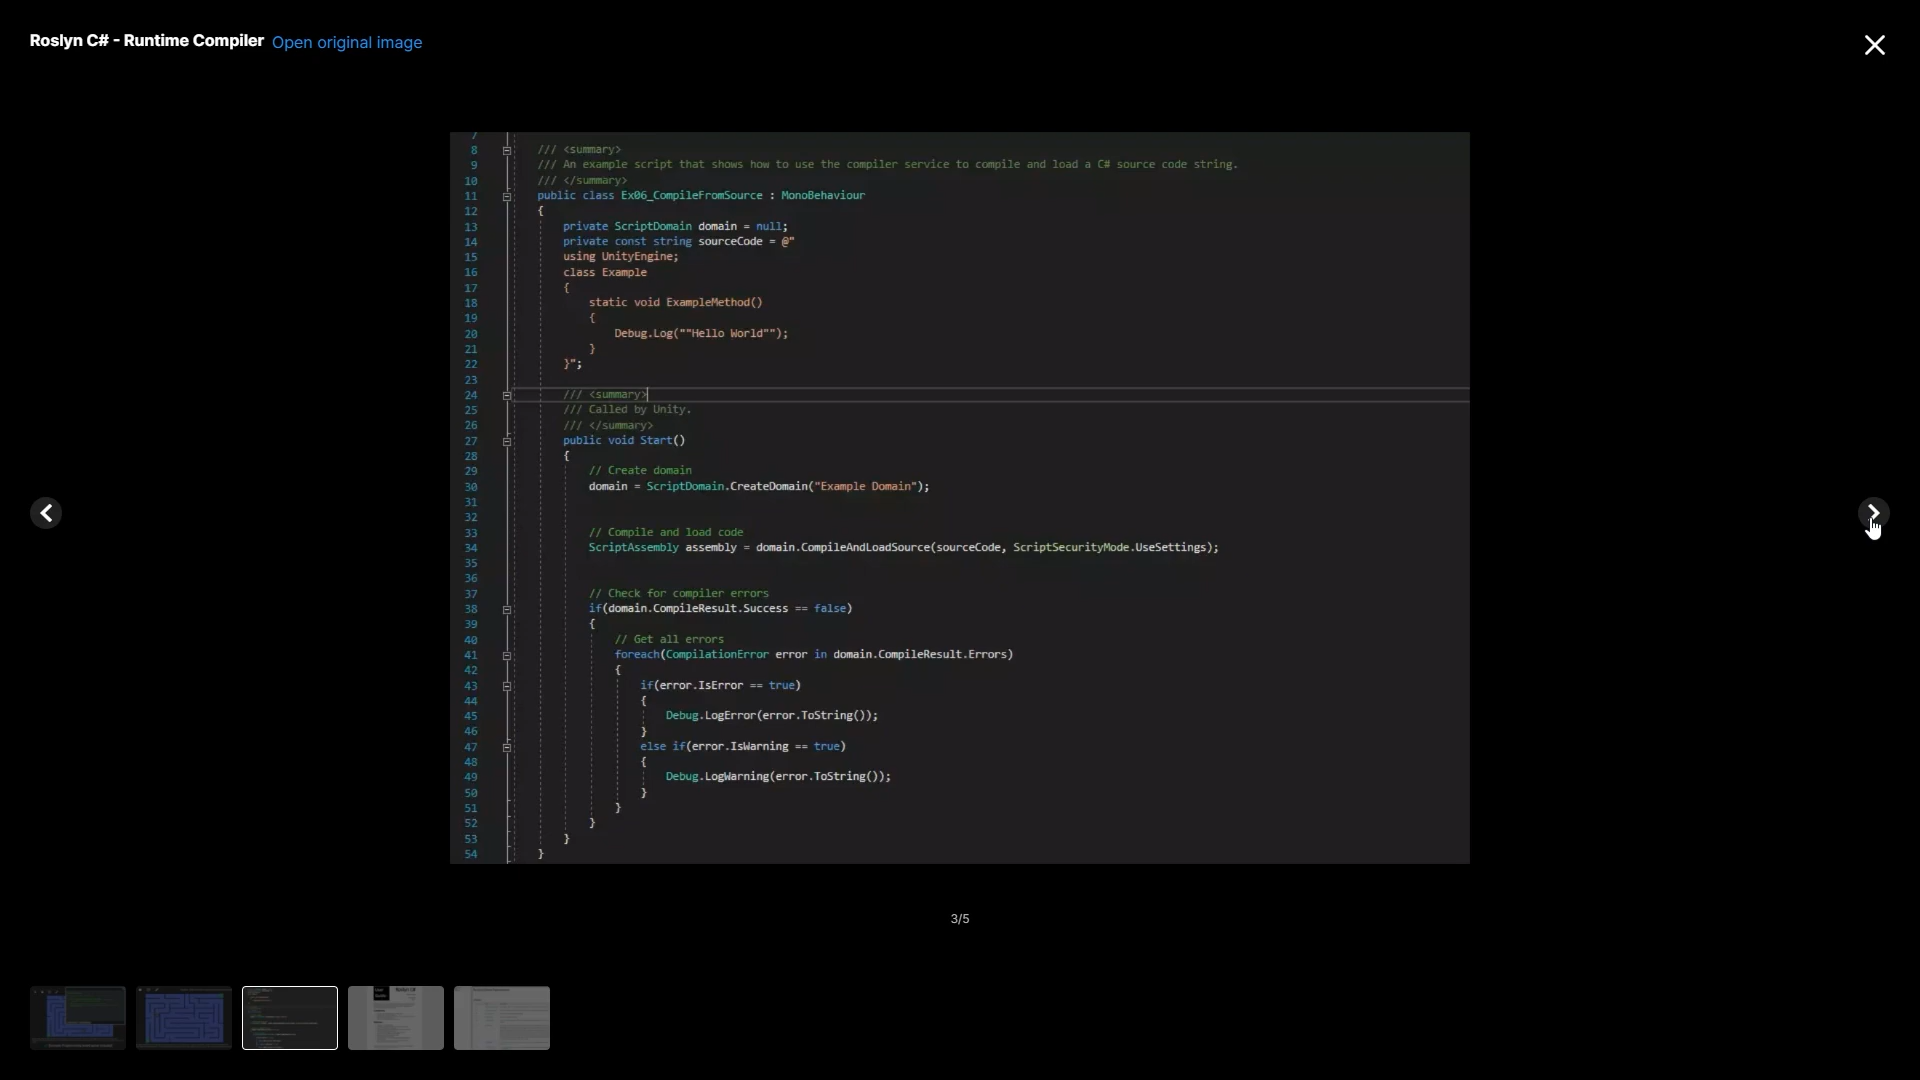 Roslyn C# - Runtime Compiler Open original image
7
8 /// <summary>
9 /// An example script that shows how to use the compiler service to compile and load a C# source code string.
10 /// </summary>
11 public class Ex06_CompileFromSource : MonoBehaviour
12 {
13 private ScriptDomain domain = null;
14 private const string sourceCode = @"
15 using UnityEngine;
16 class Example
17 {
18 static void ExampleMethod()
19 {
20 Debug.Log(""Hello World"");
21 }
22 }";
23
24 /// <summary>
25 /// Called by Unity.
26 /// </summary>
27 public void Start()
28 {
29 // Create domain
30 domain = ScriptDomain.CreateDomain("Example Domain");
31
32
33 // Compile and load code
34 ScriptAssembly assembly = domain.CompileAndLoadSource(sourceCode, ScriptSecurityMode.UseSettings);
35
36
37 // Check for compiler errors
38 if(domain.CompileResult.Success == false)
39 {
40 // Get all errors
41 foreach(CompilationError error in domain.CompileResult.Errors)
42 {
43 if(error.IsError == true)
44 {
45 Debug.LogError(error.ToString());
46 }
47 else if(error.IsWarning == true)
48 {
49 Debug.LogWarning(error.ToString());
50 }
51 }
52 }
53 }
54 }
3/5